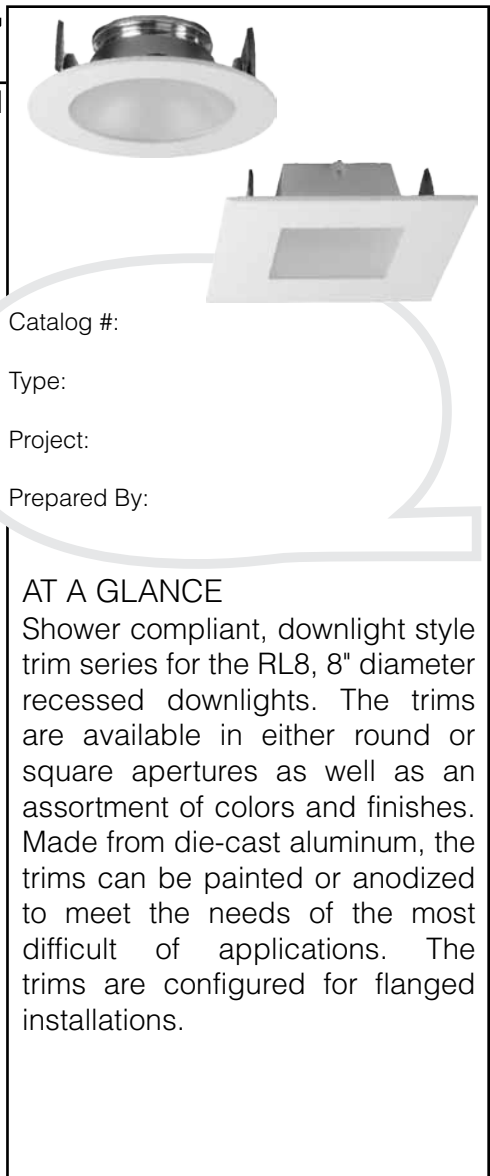 Catalog #:
Type:
Project:
Prepared By:
AT A GLANCE
Shower compliant, downlight style
trim series for the RL8, 8" diameter
recessed downlights. The trims
are available in either round or
square apertures as well as an
assortment of colors and finishes.
Made from die-cast aluminum, the
trims can be painted or anodized
to meet the needs of the most
difficult of applications. The
trims are configured for flanged
installations.